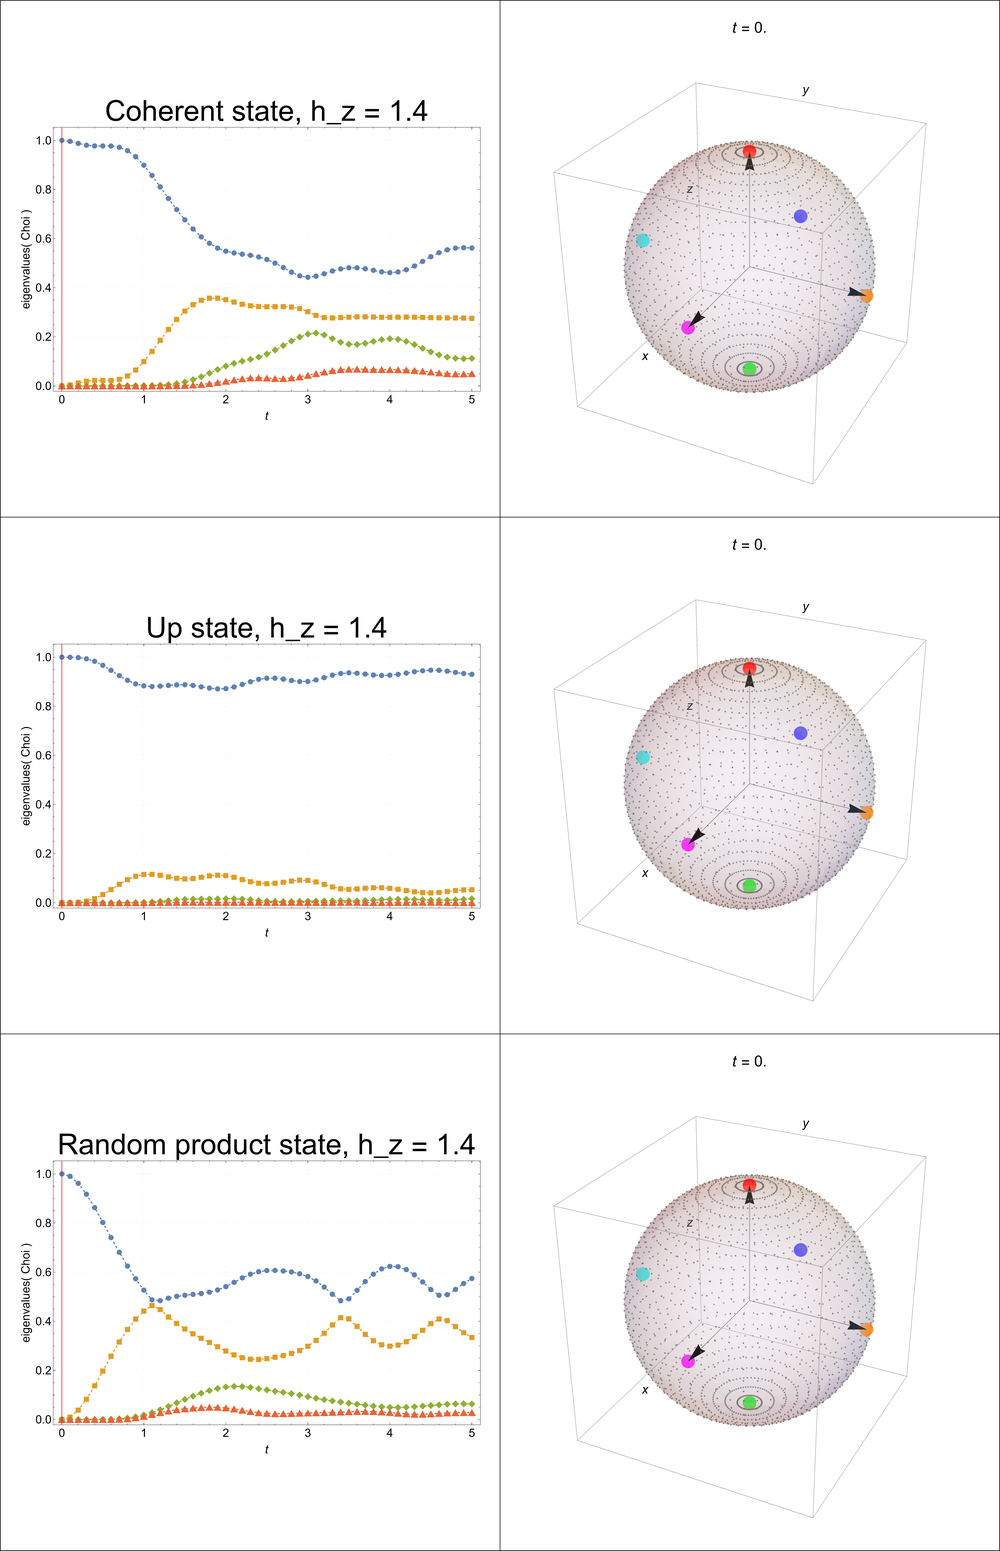 t = 0.
y
Coherent state, h_z = 1.4
1.0
0.8
z
0.6
eigenvalues( Choi )
0.4
x
0.2
0.0
0 1 2 3 4 5
t
t = 0.
y
Up state, h_z = 1.4
1.0
0.8
z
0.6
eigenvalues( Choi )
0.4
x
0.2
0.0
0 1 2 3 4 5
t
t = 0.
y
Random product state, h_z = 1.4
1.0
0.8
z
0.6
eigenvalues( Choi )
0.4
x
0.2
0.0
0 1 2 3 4 5
t